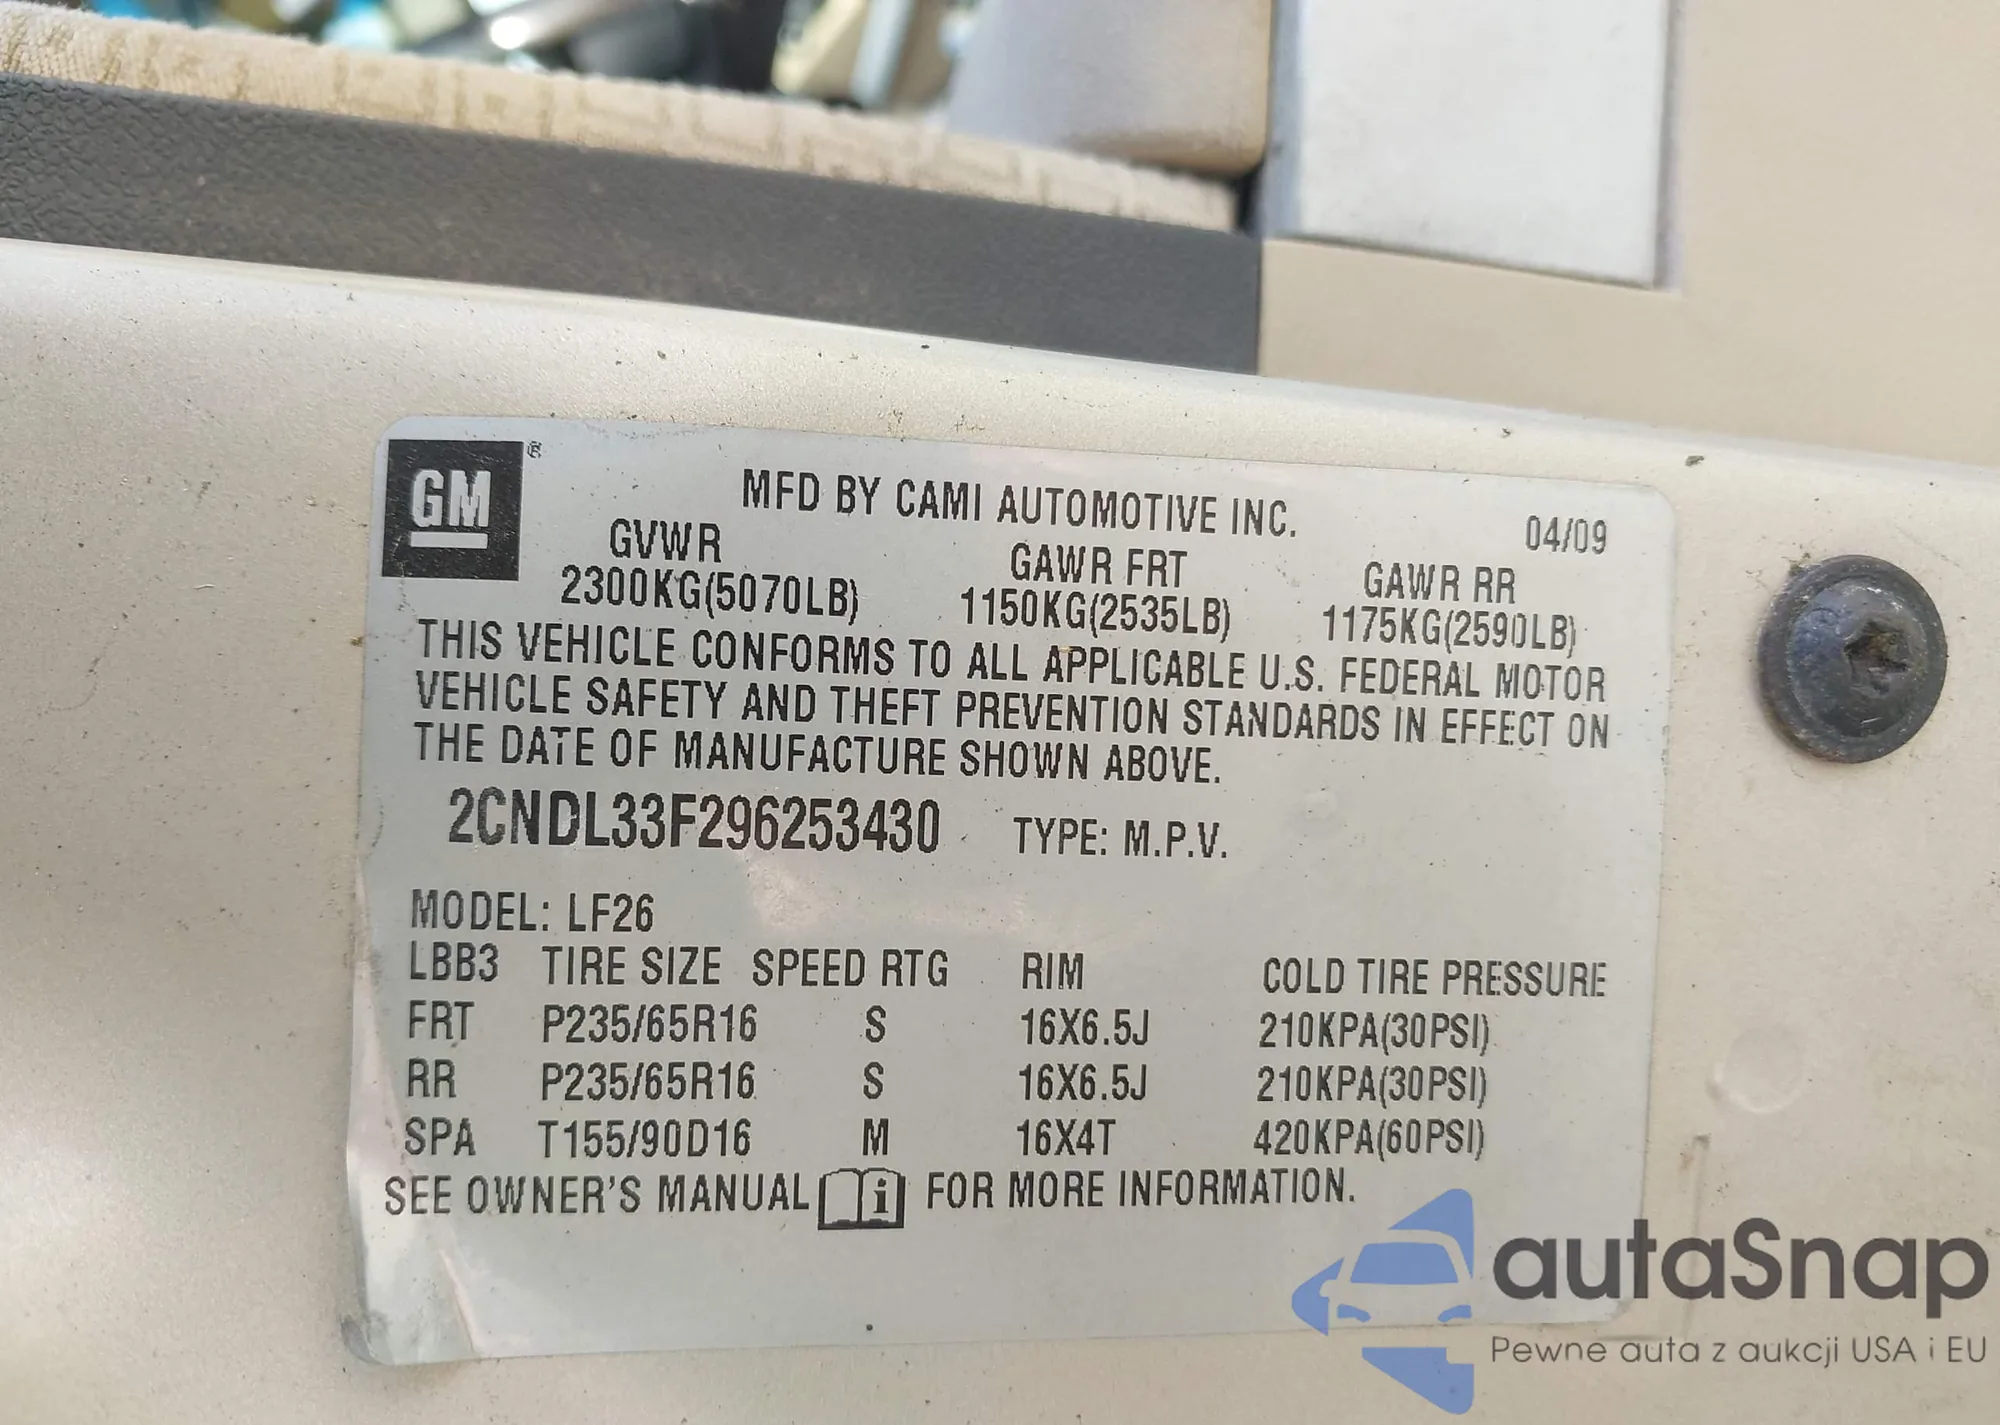 GM ®
MFD BY CAMI AUTOMOTIVE INC. 04/09
GVWR GAWR FRT GAWR RR
2300KG(5070LB) 1150KG(2535LB) 1175KG(2590LB)
THIS VEHICLE CONFORMS TO ALL APPLICABLE U.S. FEDERAL MOTOR
VEHICLE SAFETY AND THEFT PREVENTION STANDARDS IN EFFECT ON
THE DATE OF MANUFACTURE SHOWN ABOVE.
2CNDL33F296253430 TYPE: M.P.V.
MODEL: LF26
LBB3 TIRE SIZE SPEED RTG RIM COLD TIRE PRESSURE
FRT P235/65R16 S 16X6.5J 210KPA(30PSI)
RR P235/65R16 S 16X6.5J 210KPA(30PSI)
SPA T155/90D16 M 16X4T 420KPA(60PSI)
SEE OWNER'S MANUAL i FOR MORE INFORMATION.
autaSnap
Pewne auta z aukcji USA i EU